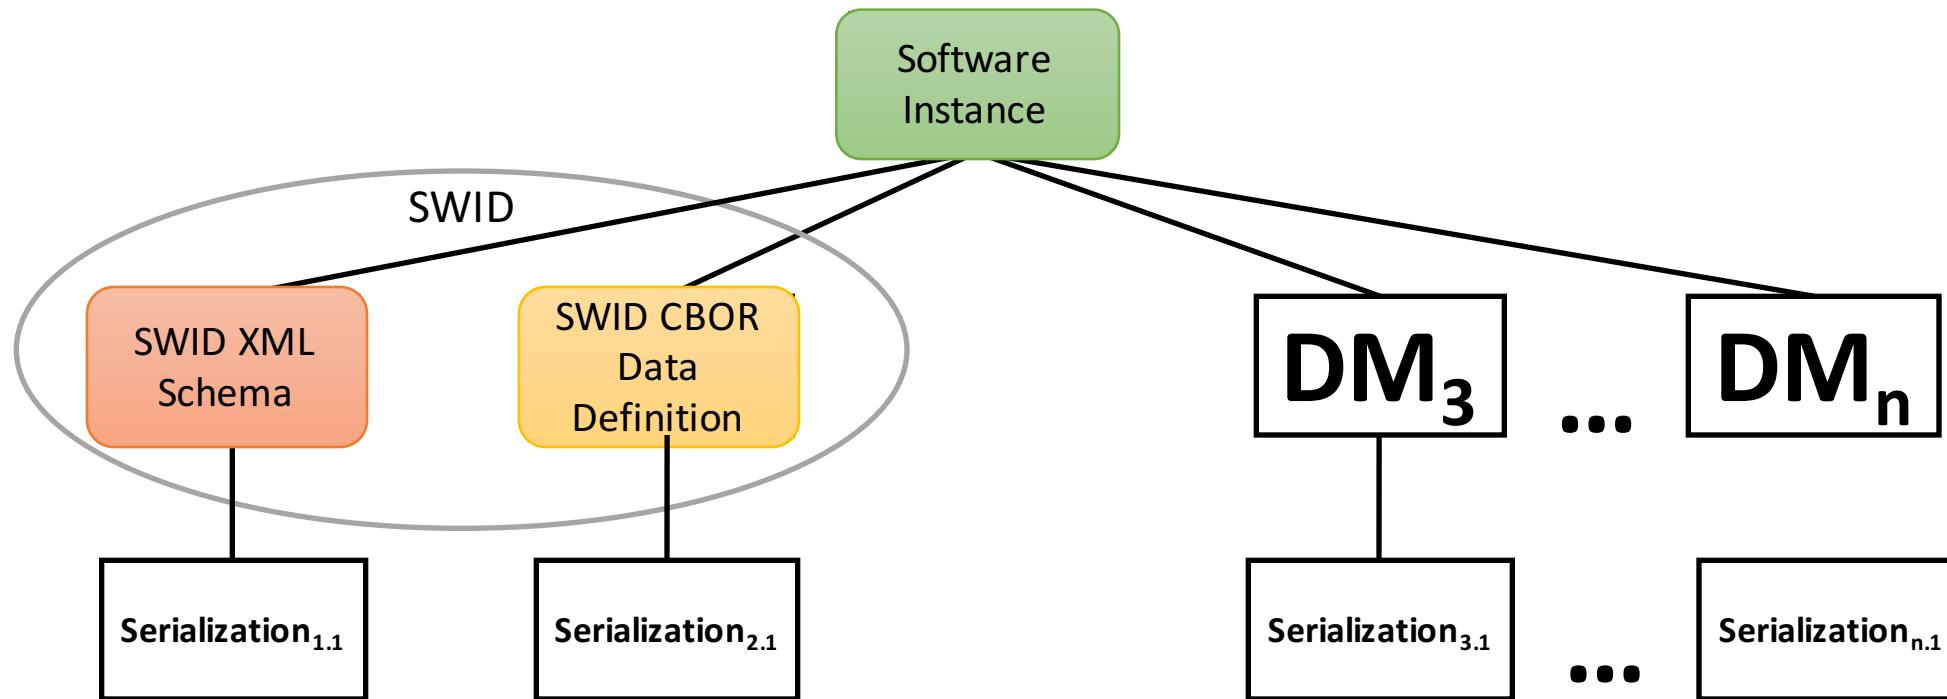 Software
Instance
SWID
SWID XML
Schema
SWID CBOR
Data
Definition
DM₃
...
DMₙ
Serialization₁.₁
Serialization₂.₁
Serialization₃.₁
...
Serializationₙ.₁